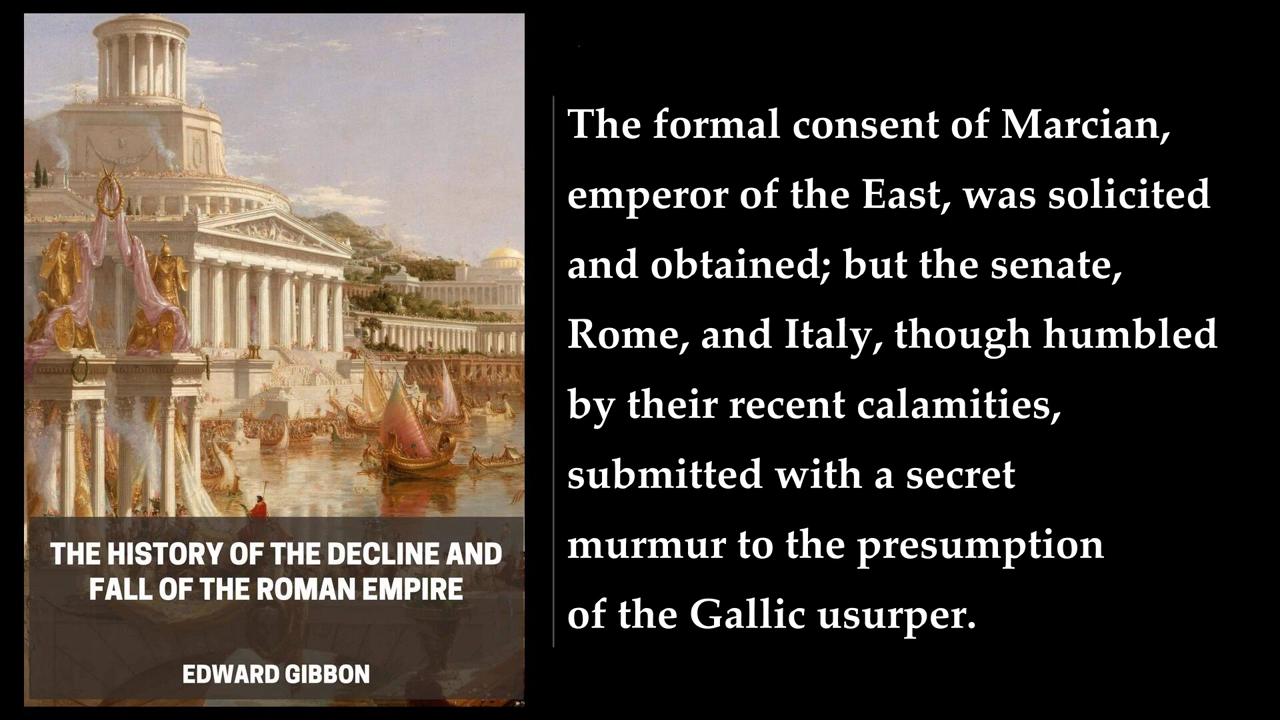 THE HISTORY OF THE DECLINE AND
FALL OF THE ROMAN EMPIRE
EDWARD GIBBON
The formal consent of Marcian,
emperor of the East, was solicited
and obtained; but the senate,
Rome, and Italy, though humbled
by their recent calamities,
submitted with a secret
murmur to the presumption
of the Gallic usurper.